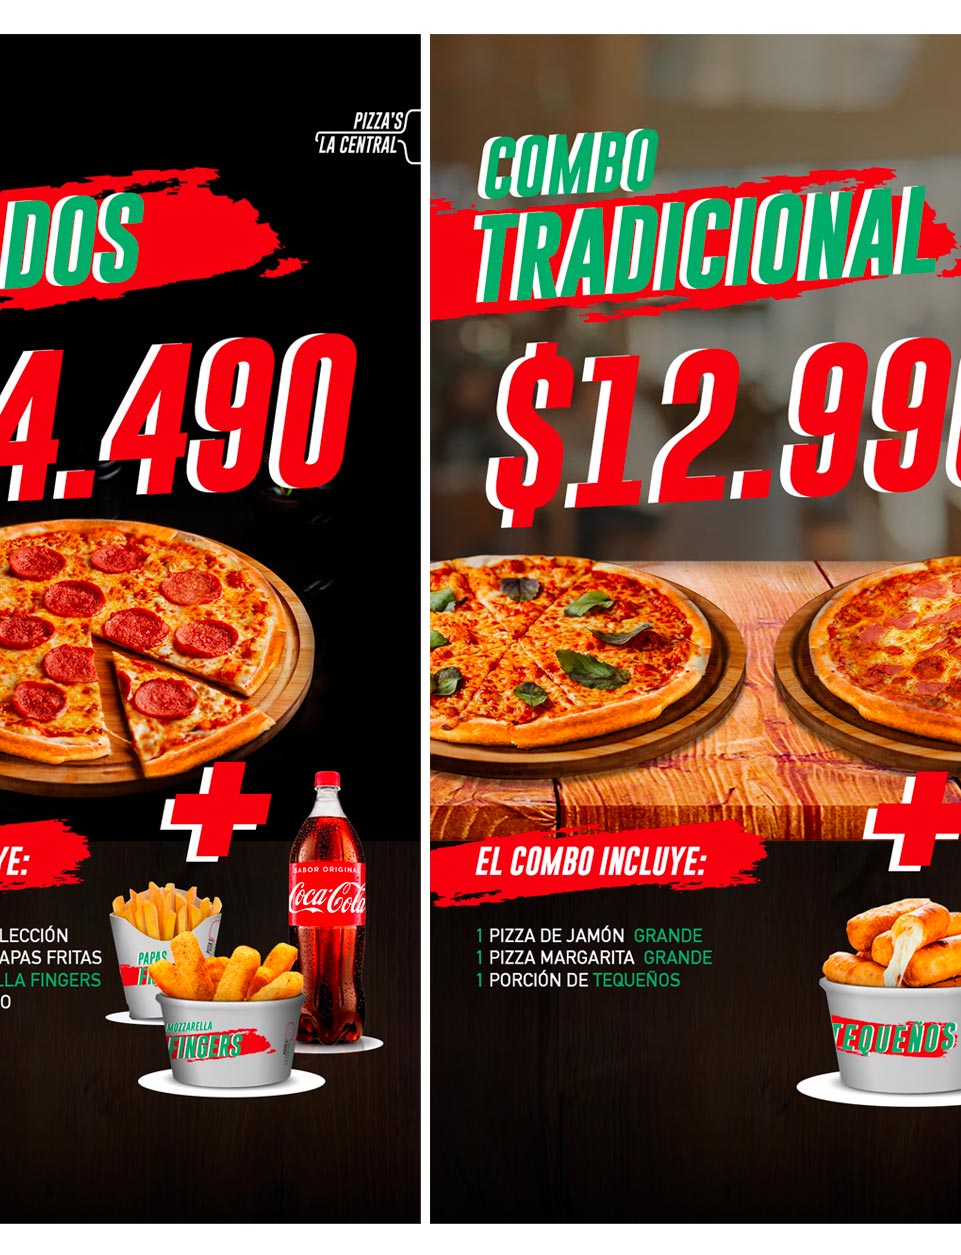 PIZZA'S
LA CENTRAL
DOS
4.490
YE:
LECCIÓN
APAS FRITAS
LLA FINGERS
O
SABOR ORIGINAL
Coca-Cola
PAPAS
MOZZARELLA
FINGERS
COMBO
TRADICIONAL
$12.990
EL COMBO INCLUYE:
1 PIZZA DE JAMÓN GRANDE
1 PIZZA MARGARITA GRANDE
1 PORCIÓN DE TEQUEÑOS
TEQUEÑOS